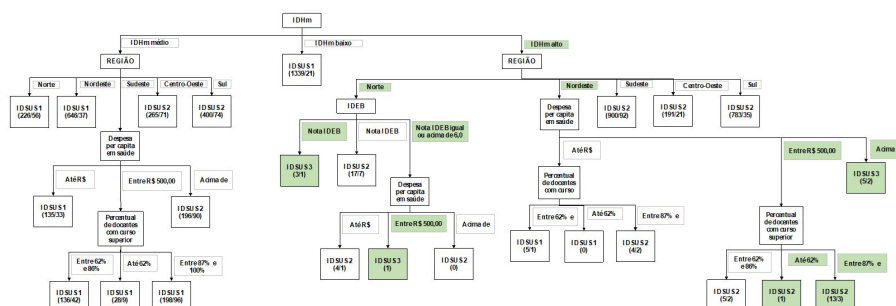 IDHm
IDHm médio
IDHm baixo
IDHm alto
REGIÃO
IDSUS 1
(1339/21)
REGIÃO
Norte
Nordeste
Sudeste
Centro-Oeste
Sul
IDSUS 1
(226/56)
IDSUS 1
(646/37)
IDSUS 2
(265/71)
IDSUS 2
(400/74)
Norte
Nordeste
Sudeste
Centro-Oeste
Sul
IDEB
Despesa
per capita
em saúde
IDSUS 2
(900/92)
IDSUS 2
(191/21)
IDSUS 2
(783/35)
Despesa
per capita
em saúde
Nota IDEB
Nota IDEB
Nota IDEB igual
ou acima de 6,0
Até R$
Entre R$ 500,00
Acima de
IDSUS 3
(3/1)
IDSUS 2
(17/7)
Despesa
per capita
em saúde
Até R$
Entre R$ 500,00
Acima
IDSUS 1
(135/33)
Percentual
de docentes
com curso
superior
IDSUS 2
(196/90)
Percentual
de docentes
com curso
IDSUS 3
(5/2)
Até R$
Entre R$ 500,00
Acima de
Entre 62% e
Até 62%
Entre 87% e
Percentual
de docentes
com curso
superior
Entre 62%
e 86%
Até 62%
Entre 87% e
100%
IDSUS 2
(4/1)
IDSUS 3
(1)
IDSUS 2
(0)
IDSUS 1
(5/1)
IDSUS 1
(0)
IDSUS 2
(4/2)
Entre 62%
e 86%
Até 62%
Entre 87% e
IDSUS 1
(136/42)
IDSUS 1
(28/9)
IDSUS 1
(198/96)
IDSUS 2
(5/2)
IDSUS 2
(1)
IDSUS 2
(13/3)